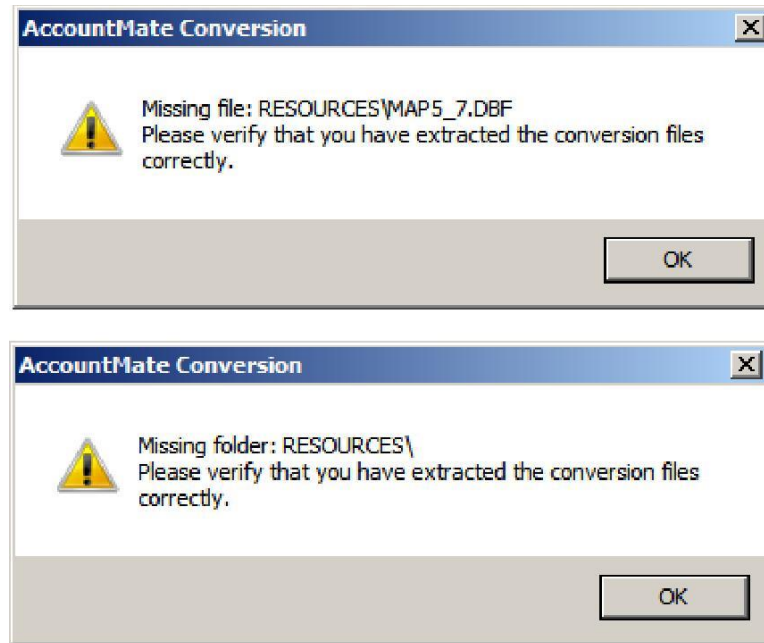 AccountMate Conversion
Missing file: RESOURCES\MAP5_7.DBF
Please verify that you have extracted the conversion files
correctly.
OK
AccountMate Conversion
Missing folder: RESOURCES\
Please verify that you have extracted the conversion files
correctly.
OK